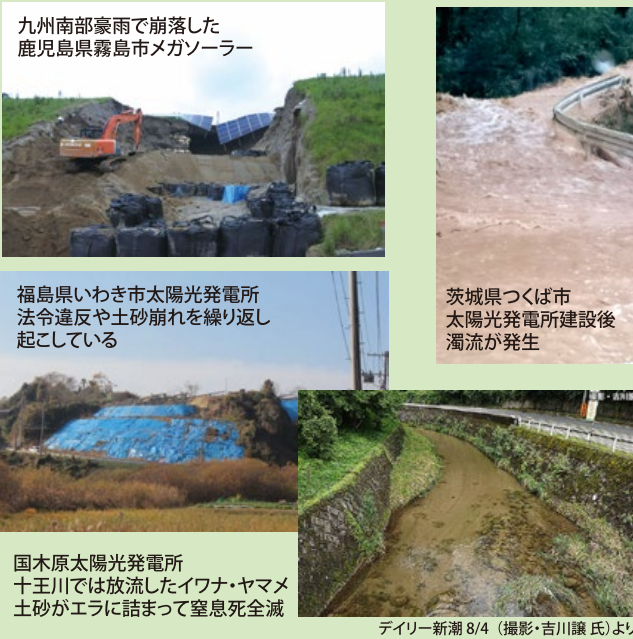 九州南部豪雨で崩落した
鹿児島県霧島市メガソーラー
茨城県つくば市
太陽光発電所建設後
濁流が発生
福島県いわき市太陽光発電所
法令違反や土砂崩れを繰り返し
起こしている
撮影・吉川譲
国木原太陽光発電所
十王川では放流したイワナ・ヤマメ
土砂がエラに詰まって窒息死全滅
デイリー新潮 8/4（撮影・吉川譲 氏）より